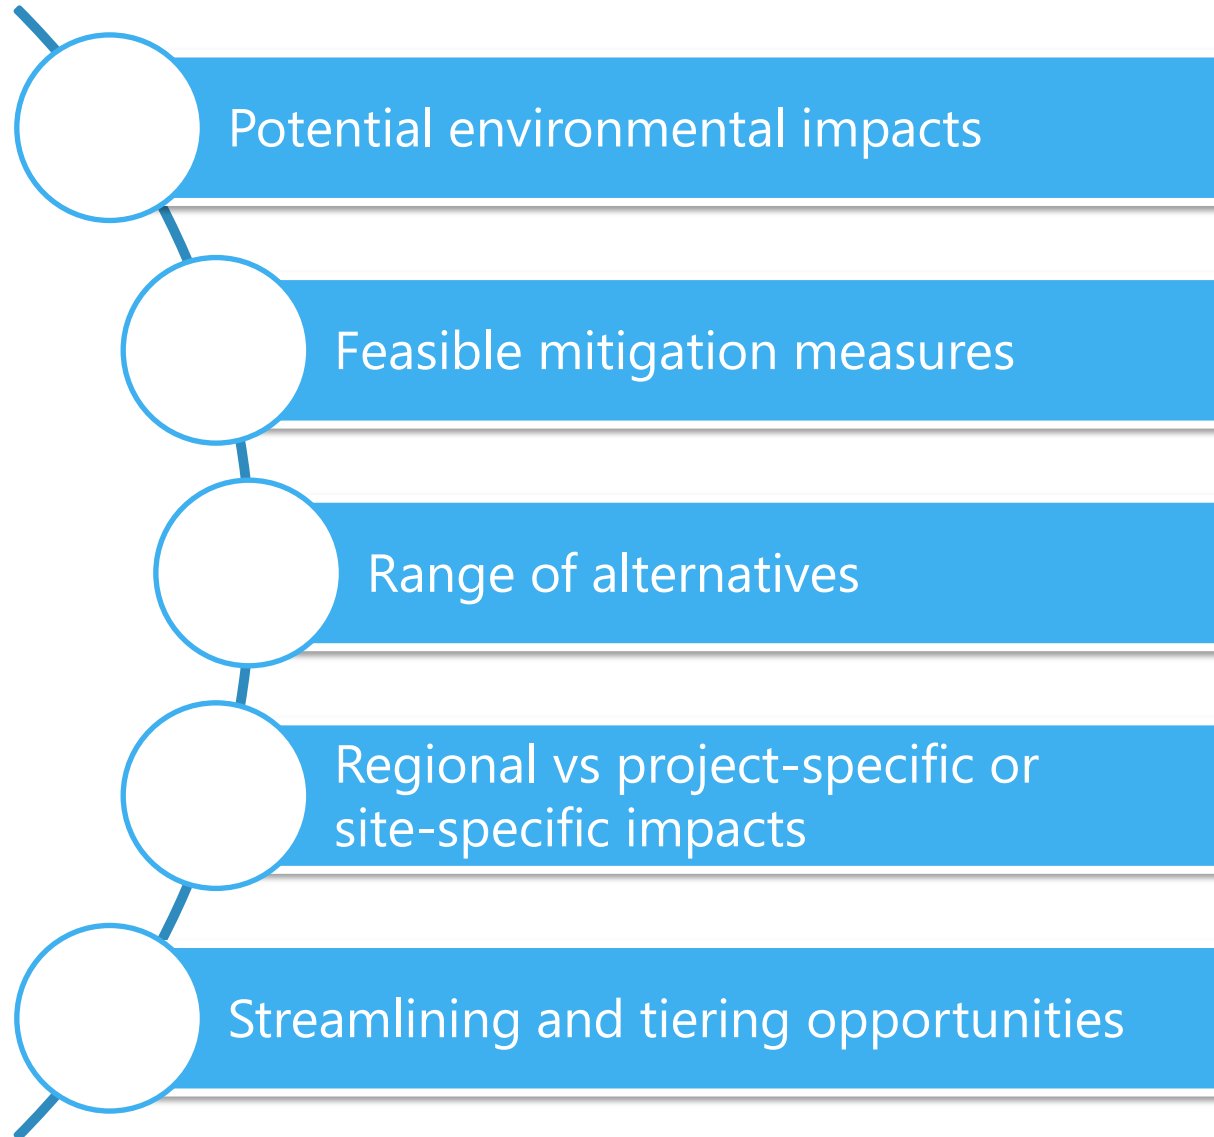 Potential environmental impacts
Feasible mitigation measures
Range of alternatives
Regional vs project-specific or
site-specific impacts
Streamlining and tiering opportunities